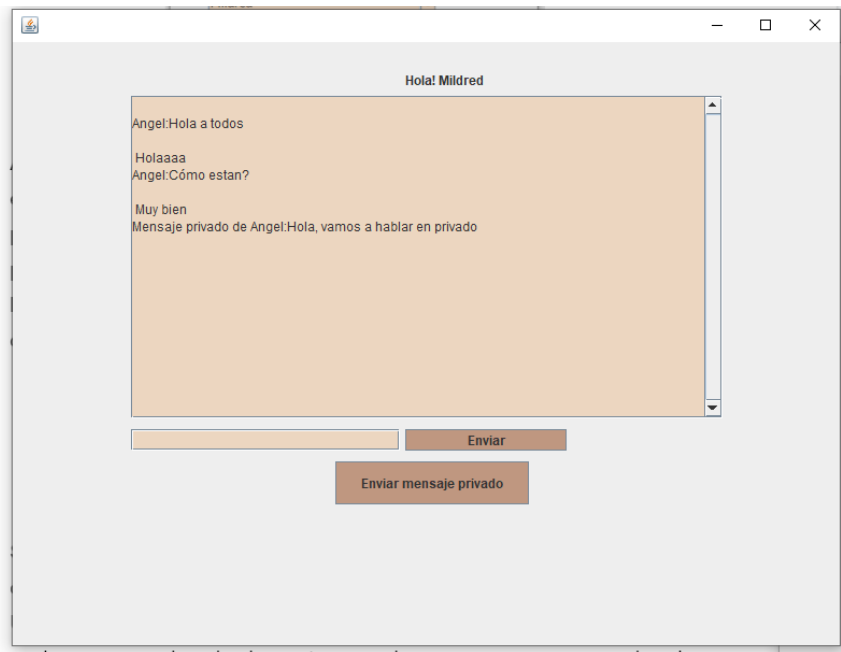 Hola! Mildred
Angel:Hola a todos
Holaaaa
Angel:Cómo estan?
Muy bien
Mensaje privado de Angel:Hola, vamos a hablar en privado
Enviar
Enviar mensaje privado